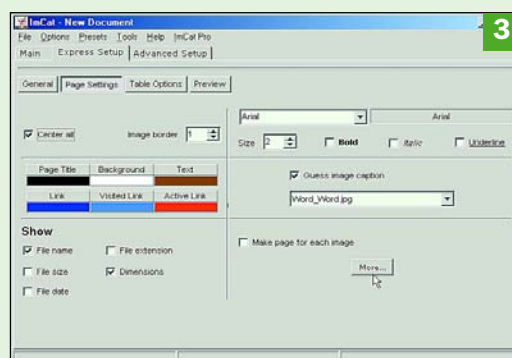 ImCat - New Document
3
File Options Presets Tools Help ImCat Pro
Main Express Setup Advanced Setup
General Page Settings Table Options Preview
Center all Image border 1
Arial Arial
Size 2 Bold Italic Underline
Page Title Background Text
Link Visited Link Active Link
Guess image caption
Word_Word.jpg
Show
File name File extension
File size Dimensions
File date
Make page for each image
More...